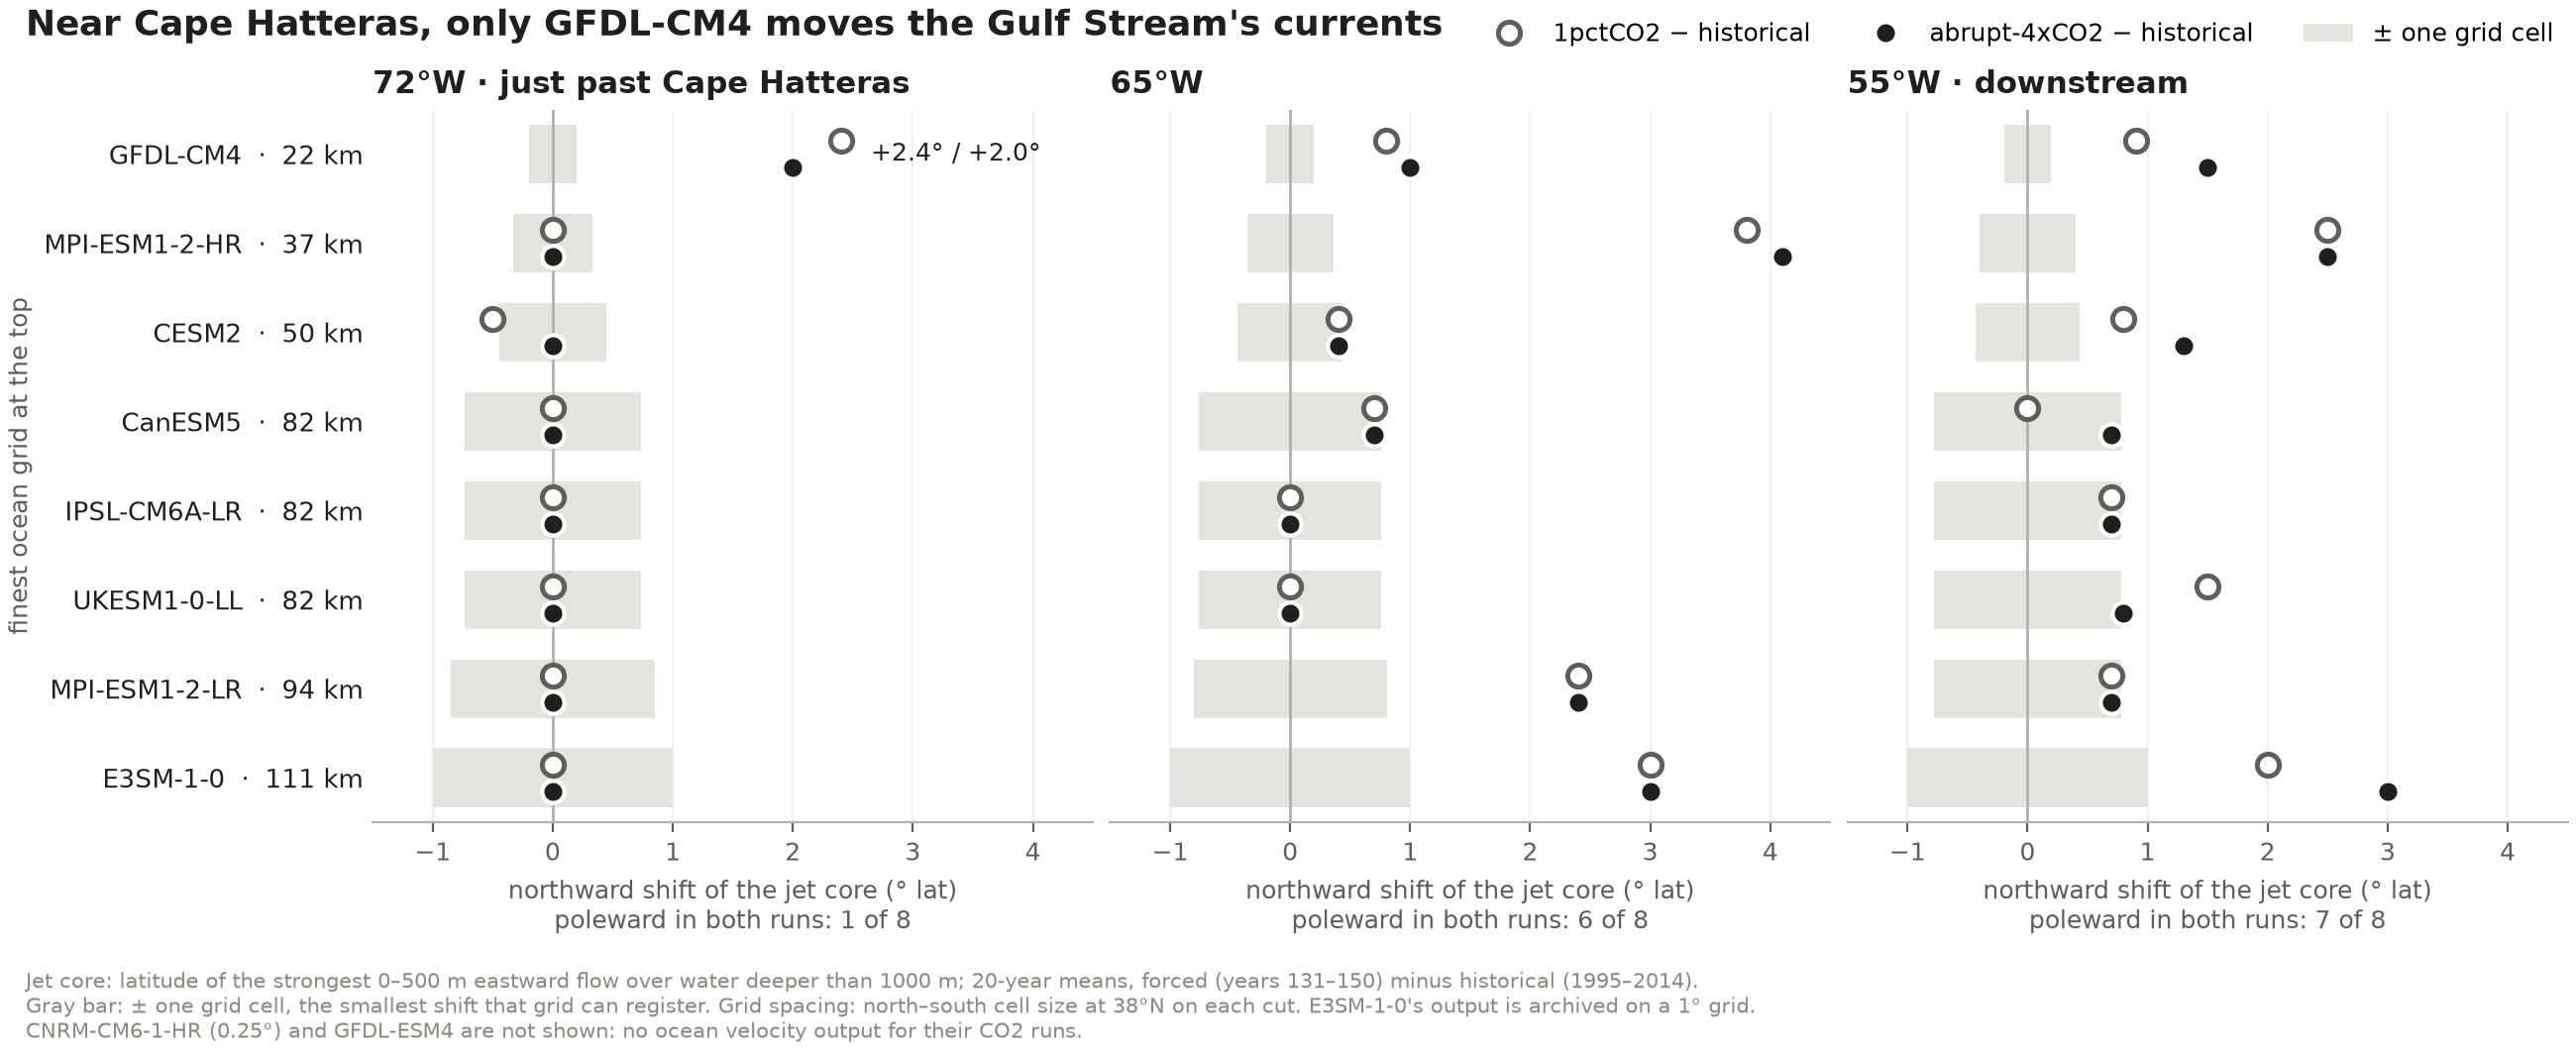 Near Cape Hatteras, only GFDL-CM4 moves the Gulf Stream's currents
1pctCO2 − historical
abrupt-4xCO2 − historical
± one grid cell
72°W · just past Cape Hatteras
65°W
55°W · downstream
finest ocean grid at the top
GFDL-CM4 · 22 km
+2.4° / +2.0°
MPI-ESM1-2-HR · 37 km
CESM2 · 50 km
CanESM5 · 82 km
IPSL-CM6A-LR · 82 km
UKESM1-0-LL · 82 km
MPI-ESM1-2-LR · 94 km
E3SM-1-0 · 111 km
−1 0 1 2 3 4
−1 0 1 2 3 4
−1 0 1 2 3 4
northward shift of the jet core (° lat)
poleward in both runs: 1 of 8
northward shift of the jet core (° lat)
poleward in both runs: 6 of 8
northward shift of the jet core (° lat)
poleward in both runs: 7 of 8
Jet core: latitude of the strongest 0–500 m eastward flow over water deeper than 1000 m; 20-year means, forced (years 131–150) minus historical (1995–2014).
Gray bar: ± one grid cell, the smallest shift that grid can register. Grid spacing: north–south cell size at 38°N on each cut. E3SM-1-0's output is archived on a 1° grid.
CNRM-CM6-1-HR (0.25°) and GFDL-ESM4 are not shown: no ocean velocity output for their CO2 runs.